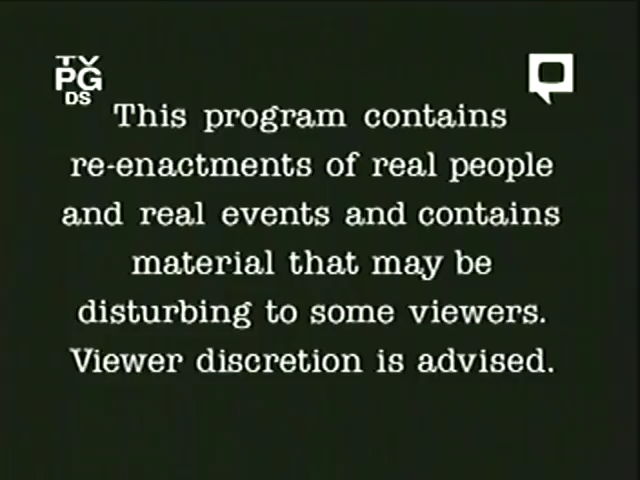 TV
PG
DS
This program contains
re-enactments of real people
and real events and contains
material that may be
disturbing to some viewers.
Viewer discretion is advised.